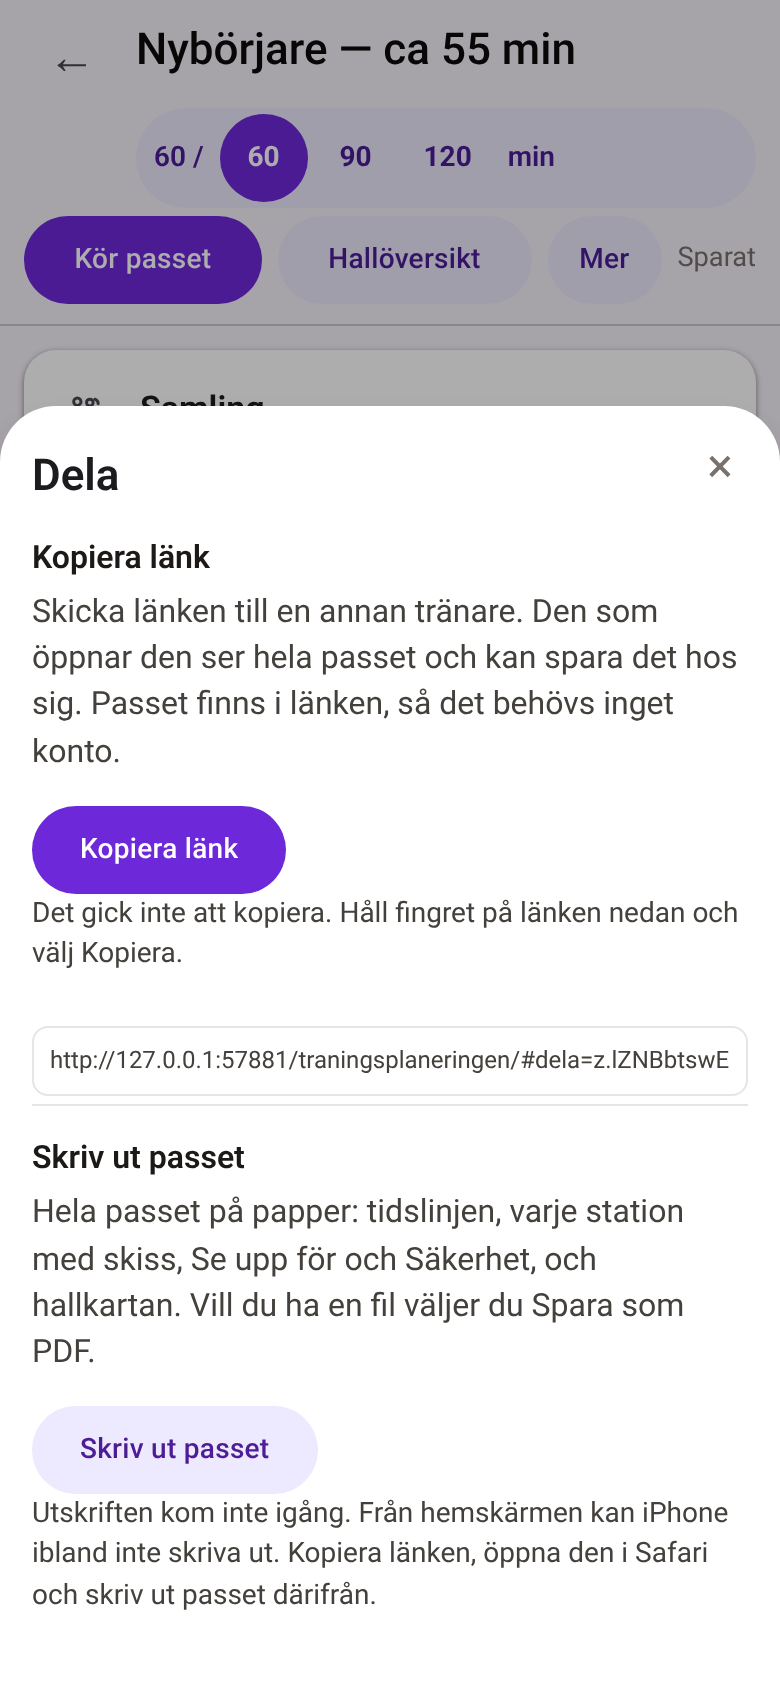 ←
Nybörjare — ca 55 min
60 / 60 90 120 min
Kör passet Hallöversikt Mer Sparat
Samling
Dela ×
Kopiera länk
Skicka länken till en annan tränare. Den som
öppnar den ser hela passet och kan spara det hos
sig. Passet finns i länken, så det behövs inget
konto.
Kopiera länk
Det gick inte att kopiera. Håll fingret på länken nedan och
välj Kopiera.
http://127.0.0.1:57881/traningsplaneringen/#dela=z.lZNBbtswE
Skriv ut passet
Hela passet på papper: tidslinjen, varje station
med skiss, Se upp för och Säkerhet, och
hallkartan. Vill du ha en fil väljer du Spara som
PDF.
Skriv ut passet
Utskriften kom inte igång. Från hemskärmen kan iPhone
ibland inte skriva ut. Kopiera länken, öppna den i Safari
och skriv ut passet därifrån.